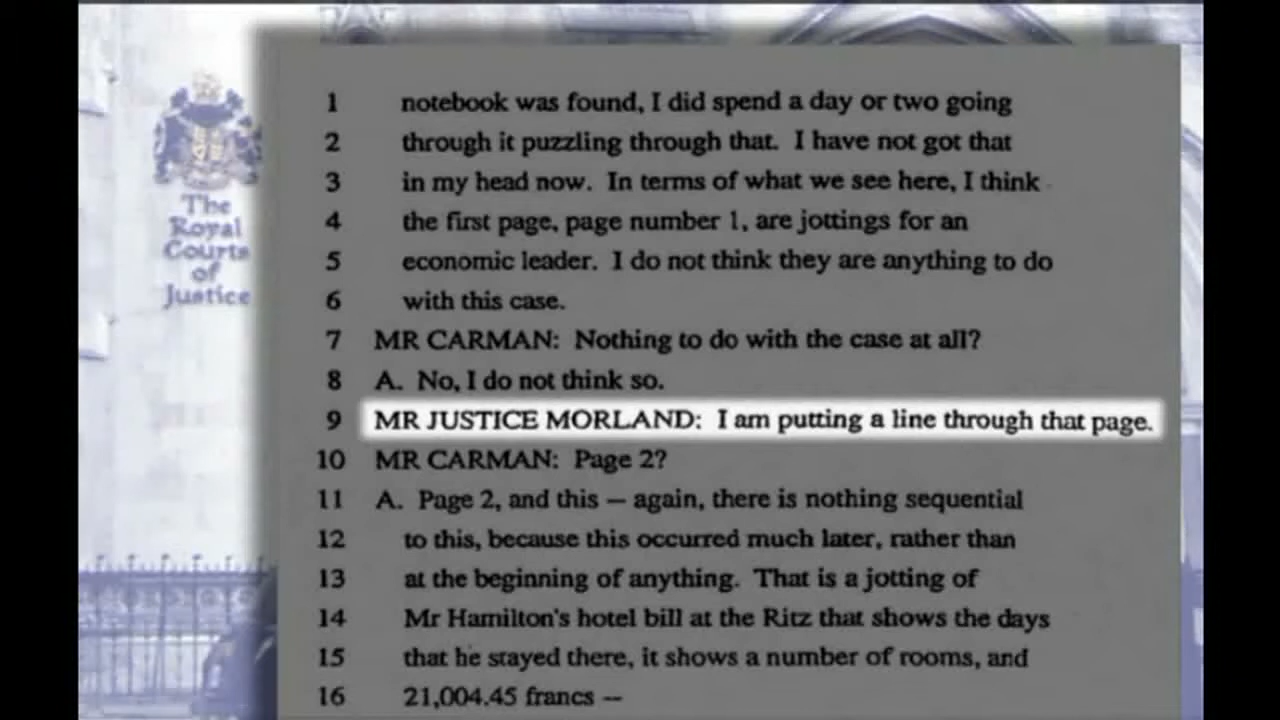 The
Royal
Courts
of
Justice
1 notebook was found, I did spend a day or two going
2 through it puzzling through that. I have not got that
3 in my head now. In terms of what we see here, I think
4 the first page, page number 1, are jottings for an
5 economic leader. I do not think they are anything to do
6 with this case.
7 MR CARMAN: Nothing to do with the case at all?
8 A. No, I do not think so.
9 MR JUSTICE MORLAND: I am putting a line through that page.
10 MR CARMAN: Page 2?
11 A. Page 2, and this — again, there is nothing sequential
12 to this, because this occurred much later, rather than
13 at the beginning of anything. That is a jotting of
14 Mr Hamilton's hotel bill at the Ritz that shows the days
15 that he stayed there, it shows a number of rooms, and
16 21,004.45 francs --